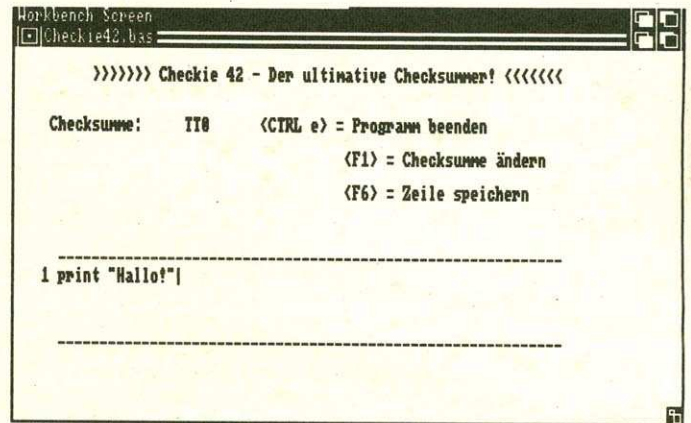 Workbench Screen
Checkie42.bas
>>>>>>> Checkie 42 - Der ultimative Checksummer! <<<<<<<
Checksumme: TT0 <CTRL e> = Programm beenden
<F1> = Checksumme ändern
<F6> = Zeile speichern
1 print "Hallo!"|